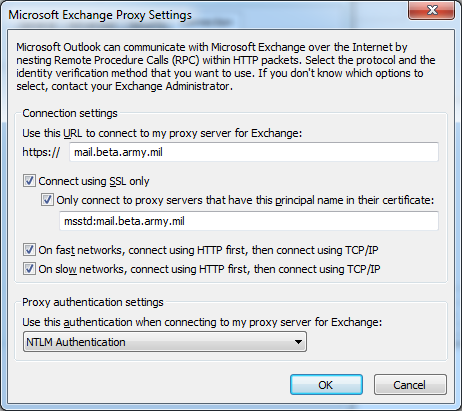 Microsoft Exchange Proxy Settings
Microsoft Outlook can communicate with Microsoft Exchange over the Internet by
nesting Remote Procedure Calls (RPC) within HTTP packets. Select the protocol and the
identity verification method that you want to use. If you don't know which options to
select, contact your Exchange Administrator.
Connection settings
Use this URL to connect to my proxy server for Exchange:
https:// mail.beta.army.mil
Connect using SSL only
Only connect to proxy servers that have this principal name in their certificate:
msstd:mail.beta.army.mil
On fast networks, connect using HTTP first, then connect using TCP/IP
On slow networks, connect using HTTP first, then connect using TCP/IP
Proxy authentication settings
Use this authentication when connecting to my proxy server for Exchange:
NTLM Authentication
OK Cancel